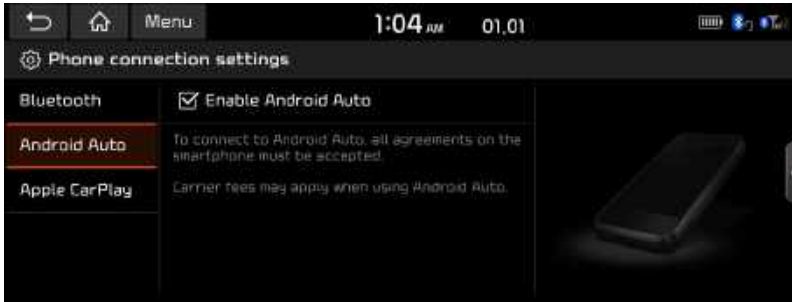 Menu
1:04 AM 01.01
Phone connection settings
Bluetooth
Enable Android Auto
Android Auto
To connect to Android Auto, all agreements on the
smartphone must be accepted.
Carrier fees may apply when using Android Auto.
Apple CarPlay